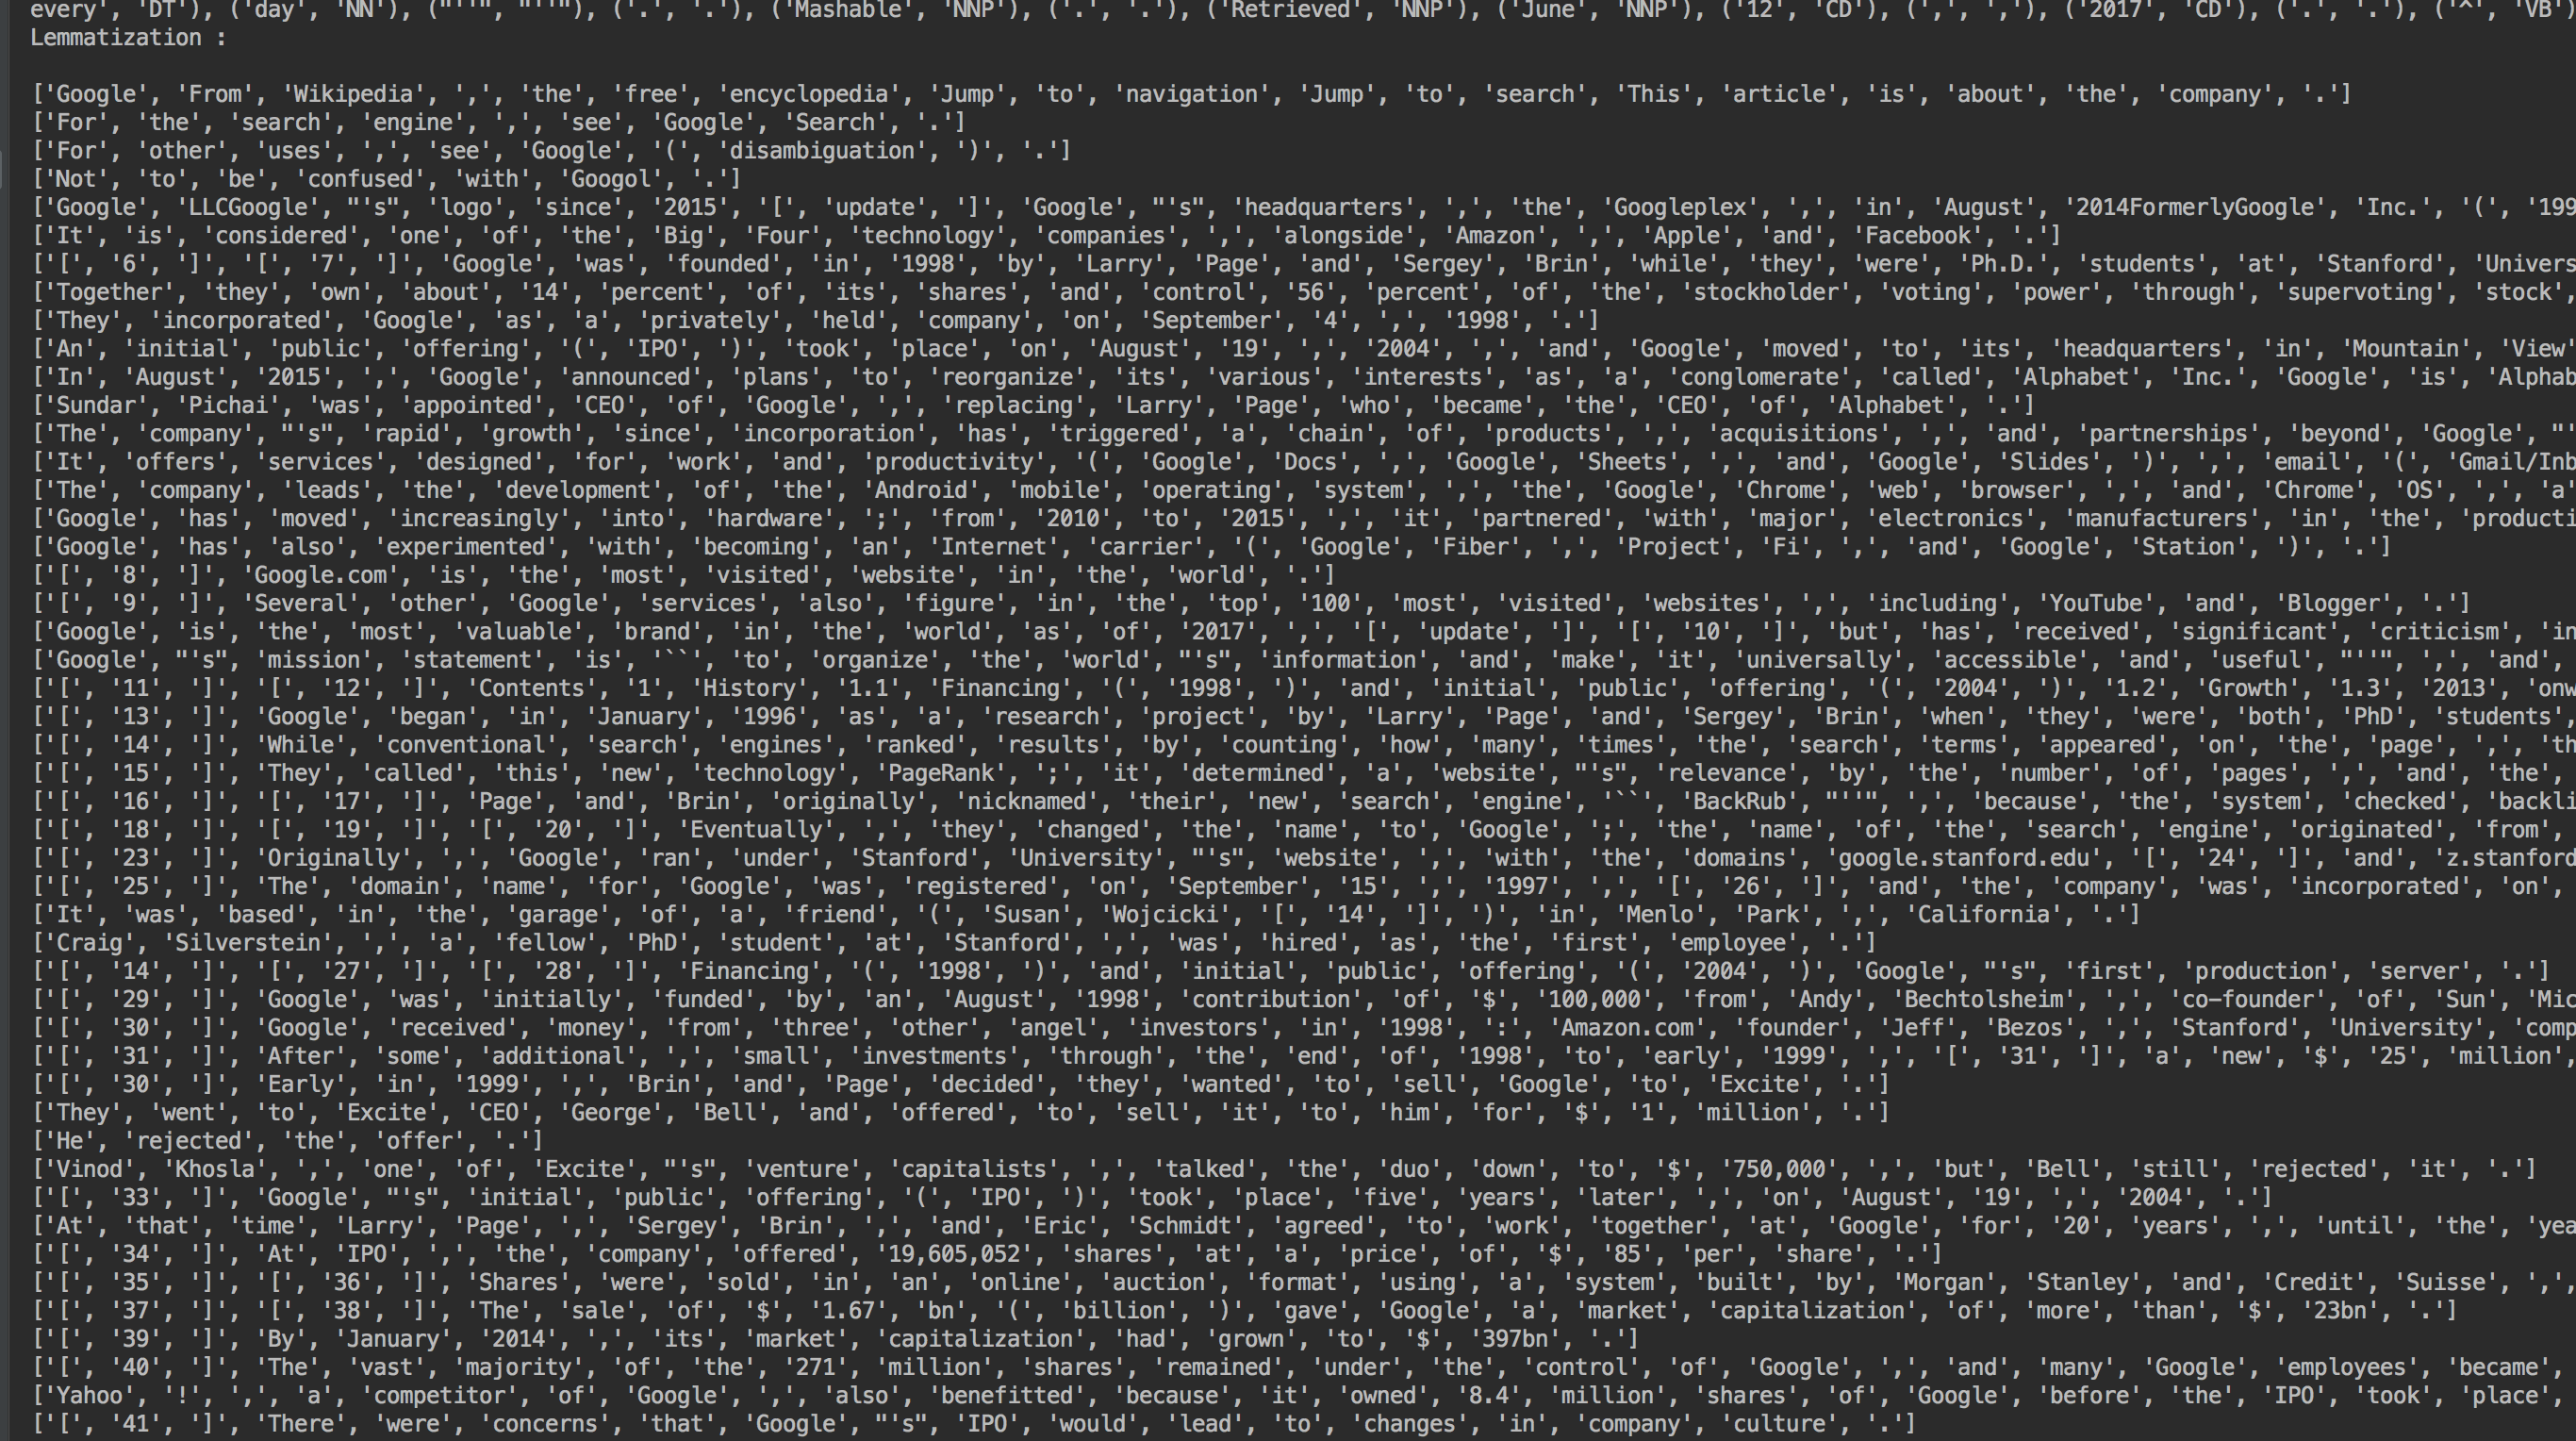 every', 'DT'), ('day', 'NN'), ("''", "''"), ('.', '.'), ('Mashable', 'NNP'), ('.', '.'), ('Retrieved', 'NNP'), ('June', 'NNP'), ('12', 'CD'), (',', ','), ('2017', 'CD'), ('.', '.'), ('^', 'VB')
Lemmatization :
['Google', 'From', 'Wikipedia', ',', 'the', 'free', 'encyclopedia', 'Jump', 'to', 'navigation', 'Jump', 'to', 'search', 'This', 'article', 'is', 'about', 'the', 'company', '.']
['For', 'the', 'search', 'engine', ',', 'see', 'Google', 'Search', '.']
['For', 'other', 'uses', ',', 'see', 'Google', '(', 'disambiguation', ')', '.']
['Not', 'to', 'be', 'confused', 'with', 'Googol', '.']
['Google', 'LLCGoogle', "'s", 'logo', 'since', '2015', '[', 'update', ']', 'Google', "'s", 'headquarters', ',', 'the', 'Googleplex', ',', 'in', 'August', '2014FormerlyGoogle', 'Inc.', '(', '199
['It', 'is', 'considered', 'one', 'of', 'the', 'Big', 'Four', 'technology', 'companies', ',', 'alongside', 'Amazon', ',', 'Apple', 'and', 'Facebook', '.']
['[', '6', ']', '[', '7', ']', 'Google', 'was', 'founded', 'in', '1998', 'by', 'Larry', 'Page', 'and', 'Sergey', 'Brin', 'while', 'they', 'were', 'Ph.D.', 'students', 'at', 'Stanford', 'Univers
['Together', 'they', 'own', 'about', '14', 'percent', 'of', 'its', 'shares', 'and', 'control', '56', 'percent', 'of', 'the', 'stockholder', 'voting', 'power', 'through', 'supervoting', 'stock',
['They', 'incorporated', 'Google', 'as', 'a', 'privately', 'held', 'company', 'on', 'September', '4', ',', '1998', '.']
['An', 'initial', 'public', 'offering', '(', 'IPO', ')', 'took', 'place', 'on', 'August', '19', ',', '2004', ',', 'and', 'Google', 'moved', 'to', 'its', 'headquarters', 'in', 'Mountain', 'View'
['In', 'August', '2015', ',', 'Google', 'announced', 'plans', 'to', 'reorganize', 'its', 'various', 'interests', 'as', 'a', 'conglomerate', 'called', 'Alphabet', 'Inc.', 'Google', 'is', 'Alphab
['Sundar', 'Pichai', 'was', 'appointed', 'CEO', 'of', 'Google', ',', 'replacing', 'Larry', 'Page', 'who', 'became', 'the', 'CEO', 'of', 'Alphabet', '.']
['The', 'company', "'s", 'rapid', 'growth', 'since', 'incorporation', 'has', 'triggered', 'a', 'chain', 'of', 'products', ',', 'acquisitions', ',', 'and', 'partnerships', 'beyond', 'Google', "'
['It', 'offers', 'services', 'designed', 'for', 'work', 'and', 'productivity', '(', 'Google', 'Docs', ',', 'Google', 'Sheets', ',', 'and', 'Google', 'Slides', ')', ',', 'email', '(', 'Gmail/Inb
['The', 'company', 'leads', 'the', 'development', 'of', 'the', 'Android', 'mobile', 'operating', 'system', ',', 'the', 'Google', 'Chrome', 'web', 'browser', ',', 'and', 'Chrome', 'OS', ',', 'a'
['Google', 'has', 'moved', 'increasingly', 'into', 'hardware', ';', 'from', '2010', 'to', '2015', ',', 'it', 'partnered', 'with', 'major', 'electronics', 'manufacturers', 'in', 'the', 'producti
['Google', 'has', 'also', 'experimented', 'with', 'becoming', 'an', 'Internet', 'carrier', '(', 'Google', 'Fiber', ',', 'Project', 'Fi', ',', 'and', 'Google', 'Station', ')', '.']
['[', '8', ']', 'Google.com', 'is', 'the', 'most', 'visited', 'website', 'in', 'the', 'world', '.']
['[', '9', ']', 'Several', 'other', 'Google', 'services', 'also', 'figure', 'in', 'the', 'top', '100', 'most', 'visited', 'websites', ',', 'including', 'YouTube', 'and', 'Blogger', '.']
['Google', 'is', 'the', 'most', 'valuable', 'brand', 'in', 'the', 'world', 'as', 'of', '2017', ',', '[', 'update', ']', '[', '10', ']', 'but', 'has', 'received', 'significant', 'criticism', 'in
['Google', "'s", 'mission', 'statement', 'is', '``', 'to', 'organize', 'the', 'world', "'s", 'information', 'and', 'make', 'it', 'universally', 'accessible', 'and', 'useful', "''", ',', 'and',
['[', '11', ']', '[', '12', ']', 'Contents', '1', 'History', '1.1', 'Financing', '(', '1998', ')', 'and', 'initial', 'public', 'offering', '(', '2004', ')', '1.2', 'Growth', '1.3', '2013', 'onw
['[', '13', ']', 'Google', 'began', 'in', 'January', '1996', 'as', 'a', 'research', 'project', 'by', 'Larry', 'Page', 'and', 'Sergey', 'Brin', 'when', 'they', 'were', 'both', 'PhD', 'students',
['[', '14', ']', 'While', 'conventional', 'search', 'engines', 'ranked', 'results', 'by', 'counting', 'how', 'many', 'times', 'the', 'search', 'terms', 'appeared', 'on', 'the', 'page', ',', 'th
['[', '15', ']', 'They', 'called', 'this', 'new', 'technology', 'PageRank', ';', 'it', 'determined', 'a', 'website', "'s", 'relevance', 'by', 'the', 'number', 'of', 'pages', ',', 'and', 'the',
['[', '16', ']', '[', '17', ']', 'Page', 'and', 'Brin', 'originally', 'nicknamed', 'their', 'new', 'search', 'engine', '``', 'BackRub', "''", ',', 'because', 'the', 'system', 'checked', 'backli
['[', '18', ']', '[', '19', ']', '[', '20', ']', 'Eventually', ',', 'they', 'changed', 'the', 'name', 'to', 'Google', ';', 'the', 'name', 'of', 'the', 'search', 'engine', 'originated', 'from',
['[', '23', ']', 'Originally', ',', 'Google', 'ran', 'under', 'Stanford', 'University', "'s", 'website', ',', 'with', 'the', 'domains', 'google.stanford.edu', '[', '24', ']', 'and', 'z.stanford
['[', '25', ']', 'The', 'domain', 'name', 'for', 'Google', 'was', 'registered', 'on', 'September', '15', ',', '1997', ',', '[', '26', ']', 'and', 'the', 'company', 'was', 'incorporated', 'on',
['It', 'was', 'based', 'in', 'the', 'garage', 'of', 'a', 'friend', '(', 'Susan', 'Wojcicki', '[', '14', ']', ')', 'in', 'Menlo', 'Park', ',', 'California', '.']
['Craig', 'Silverstein', ',', 'a', 'fellow', 'PhD', 'student', 'at', 'Stanford', ',', 'was', 'hired', 'as', 'the', 'first', 'employee', '.']
['[', '14', ']', '[', '27', ']', '[', '28', ']', 'Financing', '(', '1998', ')', 'and', 'initial', 'public', 'offering', '(', '2004', ')', 'Google', "'s", 'first', 'production', 'server', '.']
['[', '29', ']', 'Google', 'was', 'initially', 'funded', 'by', 'an', 'August', '1998', 'contribution', 'of', '$', '100,000', 'from', 'Andy', 'Bechtolsheim', ',', 'co-founder', 'of', 'Sun', 'Mic
['[', '30', ']', 'Google', 'received', 'money', 'from', 'three', 'other', 'angel', 'investors', 'in', '1998', ':', 'Amazon.com', 'founder', 'Jeff', 'Bezos', ',', 'Stanford', 'University', 'comp
['[', '31', ']', 'After', 'some', 'additional', ',', 'small', 'investments', 'through', 'the', 'end', 'of', '1998', 'to', 'early', '1999', ',', '[', '31', ']', 'a', 'new', '$', '25', 'million',
['[', '30', ']', 'Early', 'in', '1999', ',', 'Brin', 'and', 'Page', 'decided', 'they', 'wanted', 'to', 'sell', 'Google', 'to', 'Excite', '.']
['They', 'went', 'to', 'Excite', 'CEO', 'George', 'Bell', 'and', 'offered', 'to', 'sell', 'it', 'to', 'him', 'for', '$', '1', 'million', '.']
['He', 'rejected', 'the', 'offer', '.']
['Vinod', 'Khosla', ',', 'one', 'of', 'Excite', "'s", 'venture', 'capitalists', ',', 'talked', 'the', 'duo', 'down', 'to', '$', '750,000', ',', 'but', 'Bell', 'still', 'rejected', 'it', '.']
['[', '33', ']', 'Google', "'s", 'initial', 'public', 'offering', '(', 'IPO', ')', 'took', 'place', 'five', 'years', 'later', ',', 'on', 'August', '19', ',', '2004', '.']
['At', 'that', 'time', 'Larry', 'Page', ',', 'Sergey', 'Brin', ',', 'and', 'Eric', 'Schmidt', 'agreed', 'to', 'work', 'together', 'at', 'Google', 'for', '20', 'years', ',', 'until', 'the', 'yea
['[', '34', ']', 'At', 'IPO', ',', 'the', 'company', 'offered', '19,605,052', 'shares', 'at', 'a', 'price', 'of', '$', '85', 'per', 'share', '.']
['[', '35', ']', '[', '36', ']', 'Shares', 'were', 'sold', 'in', 'an', 'online', 'auction', 'format', 'using', 'a', 'system', 'built', 'by', 'Morgan', 'Stanley', 'and', 'Credit', 'Suisse', ',',
['[', '37', ']', '[', '38', ']', 'The', 'sale', 'of', '$', '1.67', 'bn', '(', 'billion', ')', 'gave', 'Google', 'a', 'market', 'capitalization', 'of', 'more', 'than', '$', '23bn', '.']
['[', '39', ']', 'By', 'January', '2014', ',', 'its', 'market', 'capitalization', 'had', 'grown', 'to', '$', '397bn', '.']
['[', '40', ']', 'The', 'vast', 'majority', 'of', 'the', '271', 'million', 'shares', 'remained', 'under', 'the', 'control', 'of', 'Google', ',', 'and', 'many', 'Google', 'employees', 'became',
['Yahoo', '!', ',', 'a', 'competitor', 'of', 'Google', ',', 'also', 'benefitted', 'because', 'it', 'owned', '8.4', 'million', 'shares', 'of', 'Google', 'before', 'the', 'IPO', 'took', 'place',
['[', '41', ']', 'There', 'were', 'concerns', 'that', 'Google', "'s", 'IPO', 'would', 'lead', 'to', 'changes', 'in', 'company', 'culture', '.']